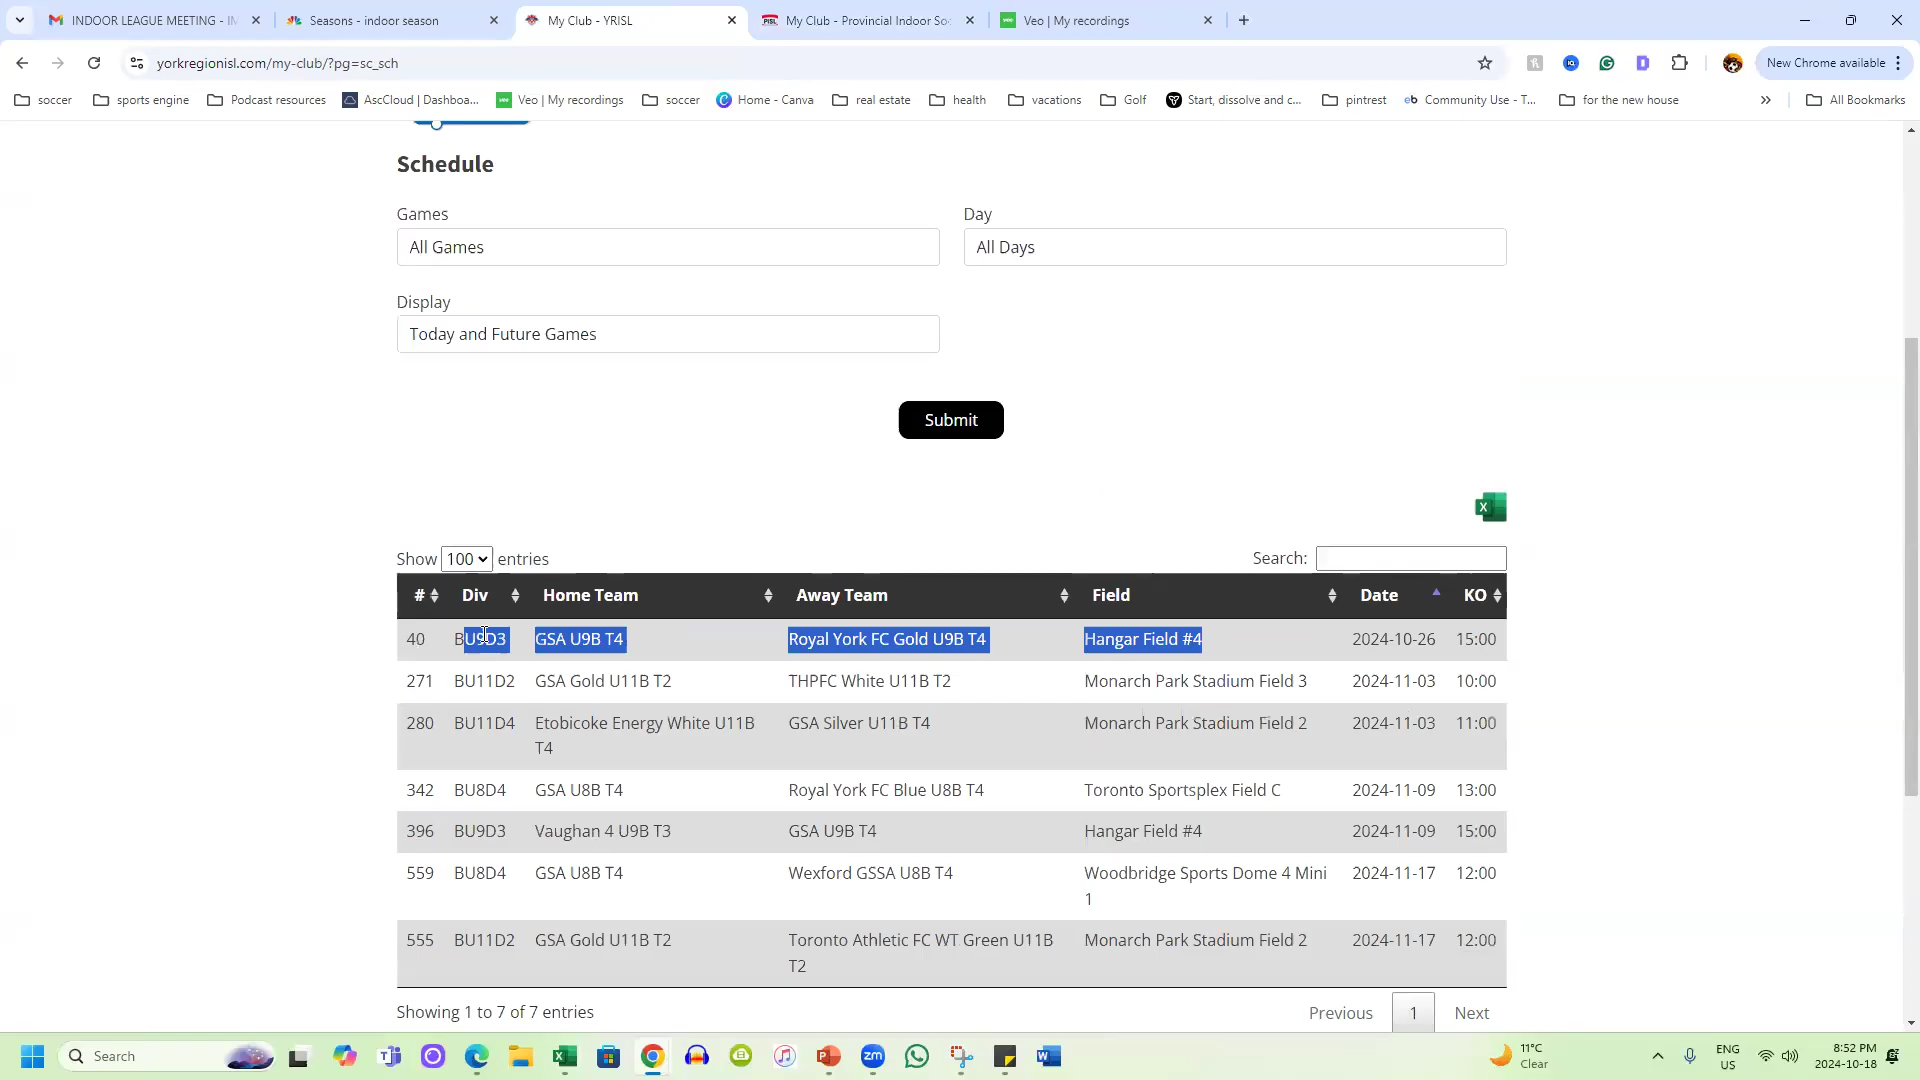 INDOOR LEAGUE MEETING - IM
Seasons - indoor season
My Club - YRISL
PISL
My Club - Provincial Indoor Soc
veo
Veo | My recordings
yorkregionisl.com/my-club/?pg=sc_sch
New Chrome available
soccer
sports engine
Podcast resources
AscCloud | Dashboa...
Veo | My recordings
soccer
Home - Canva
real estate
health
vacations
Golf
Start, dissolve and c...
pintrest
eb
Community Use - T...
for the new house
All Bookmarks
Schedule
Games
Day
All Games
All Days
Display
Today and Future Games
Submit
Show 100 entries
Search:
# Div Home Team Away Team Field Date KO
40 BU9D3 GSA U9B T4 Royal York FC Gold U9B T4 Hangar Field #4 2024-10-26 15:00
271 BU11D2 GSA Gold U11B T2 THPFC White U11B T2 Monarch Park Stadium Field 3 2024-11-03 10:00
280 BU11D4 Etobicoke Energy White U11B GSA Silver U11B T4 Monarch Park Stadium Field 2 2024-11-03 11:00
T4
342 BU8D4 GSA U8B T4 Royal York FC Blue U8B T4 Toronto Sportsplex Field C 2024-11-09 13:00
396 BU9D3 Vaughan 4 U9B T3 GSA U9B T4 Hangar Field #4 2024-11-09 15:00
559 BU8D4 GSA U8B T4 Wexford GSSA U8B T4 Woodbridge Sports Dome 4 Mini 2024-11-17 12:00
1
555 BU11D2 GSA Gold U11B T2 Toronto Athletic FC WT Green U11B Monarch Park Stadium Field 2 2024-11-17 12:00
T2
Showing 1 to 7 of 7 entries
Previous 1 Next
Search
zm
11°C
Clear
ENG
US
8:52 PM
2024-10-18